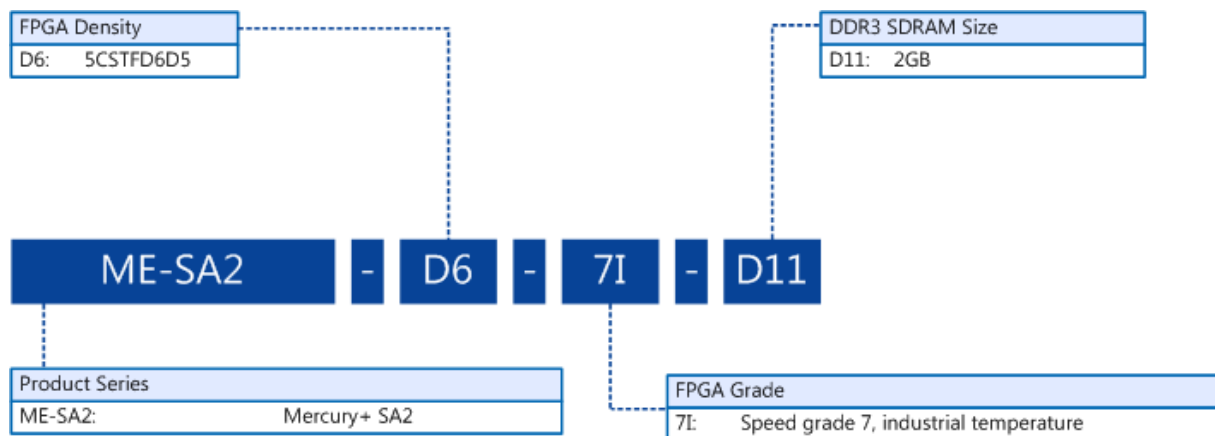 FPGA Density
D6: 5CSTFD6D5
DDR3 SDRAM Size
D11: 2GB
ME-SA2 - D6 - 7I - D11
Product Series
ME-SA2: Mercury+ SA2
FPGA Grade
7I: Speed grade 7, industrial temperature